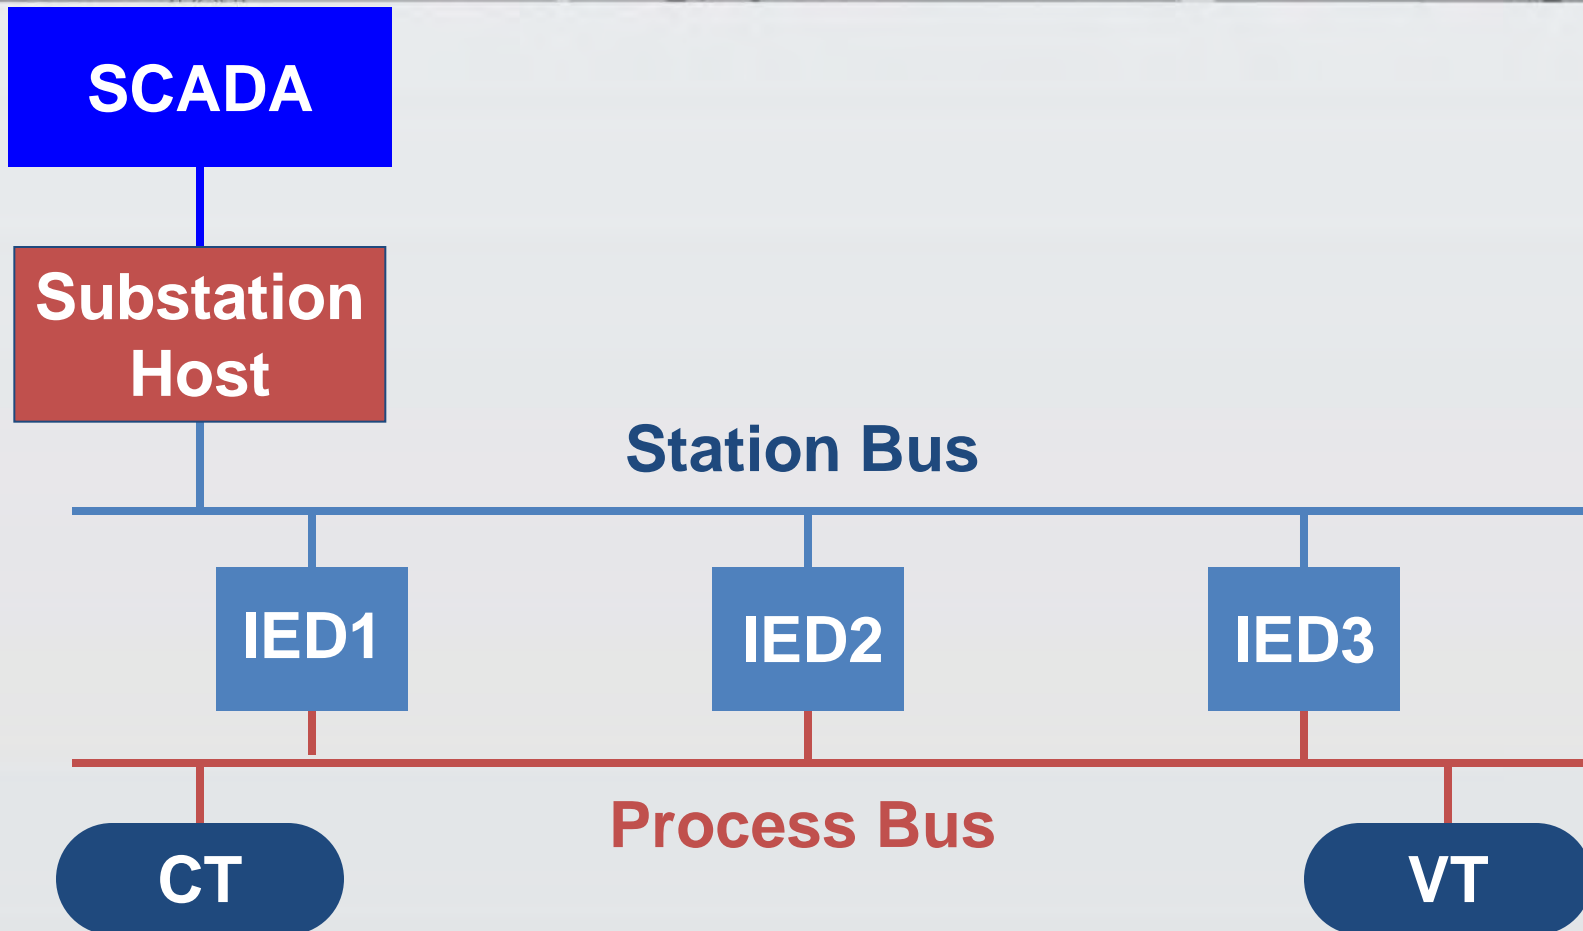 SCADA
Substation
Host
Station Bus
IED1
IED2
IED3
Process Bus
CT
VT